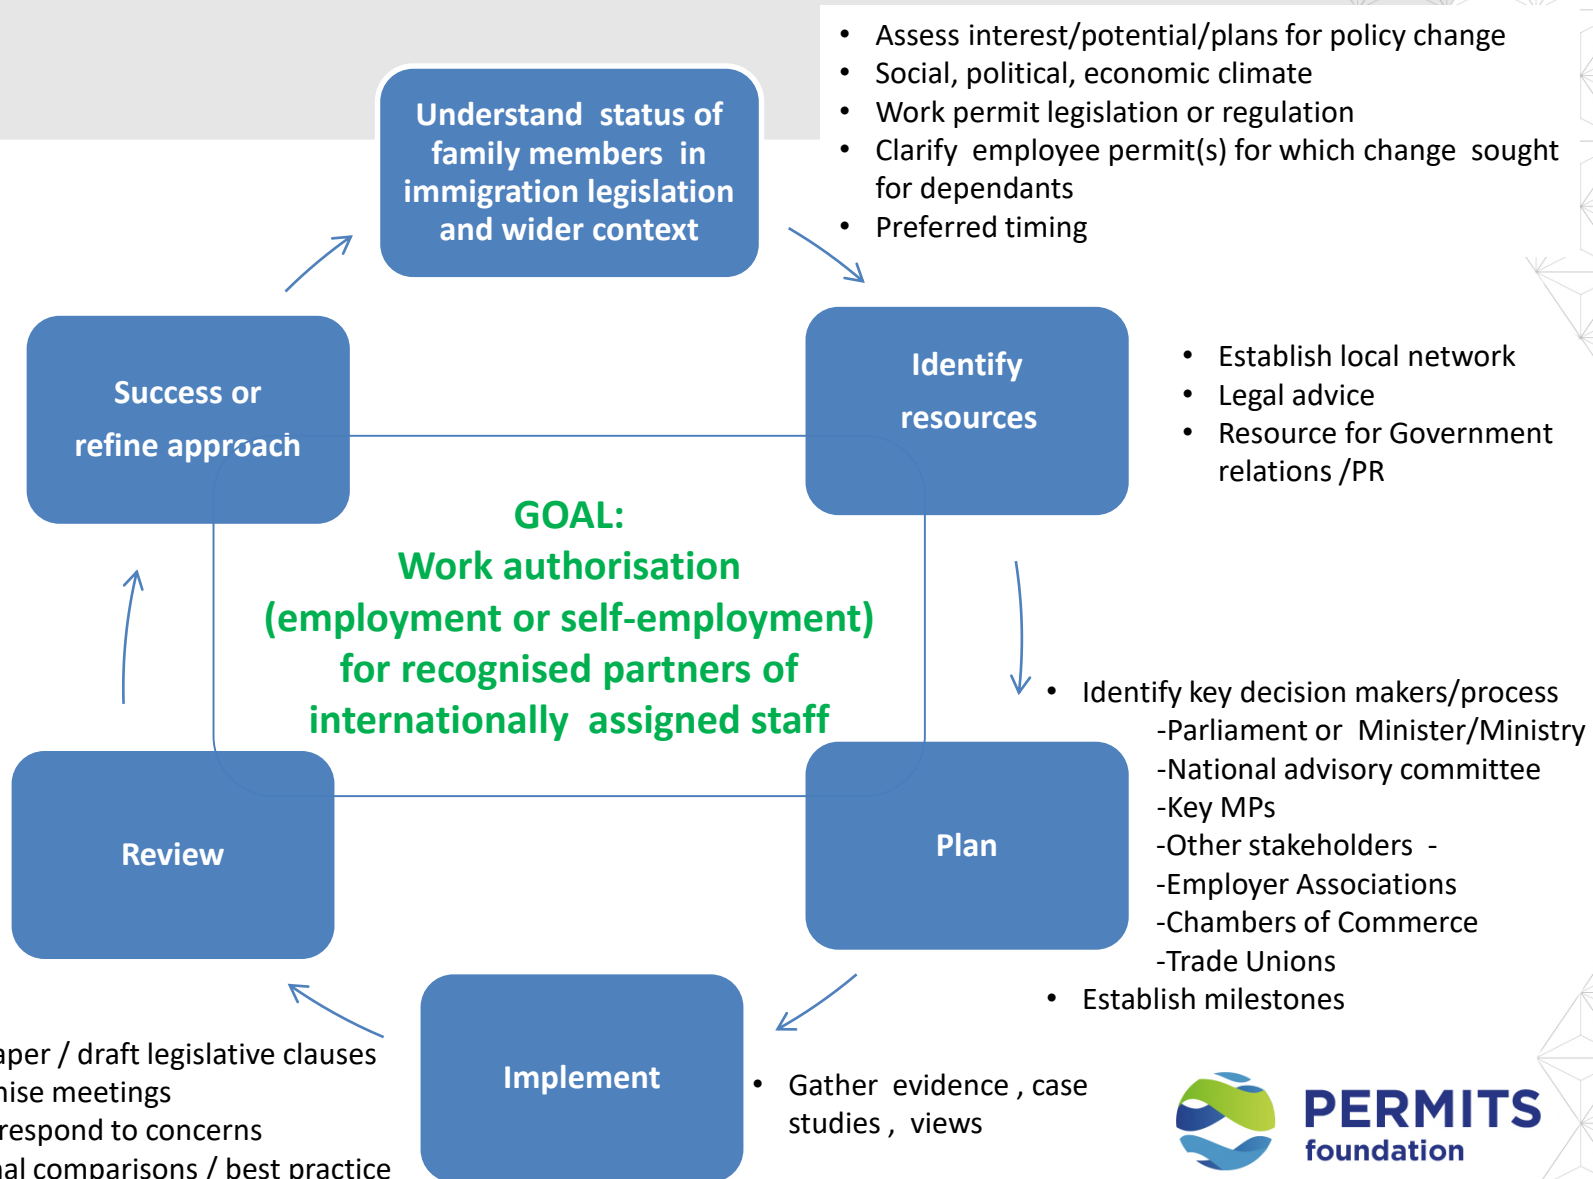 • Assess interest/potential/plans for policy change
• Social, political, economic climate
• Work permit legislation or regulation
• Clarify employee permit(s) for which change sought
for dependants
• Preferred timing
Understand status of
family members in
immigration legislation
and wider context
Identify
resources
• Establish local network
• Legal advice
• Resource for Government
relations /PR
Success or
refine approach
GOAL:
Work authorisation
(employment or self-employment)
for recognised partners of
internationally assigned staff
• Identify key decision makers/process
-Parliament or Minister/Ministry
-National advisory committee
-Key MPs
-Other stakeholders -
-Employer Associations
-Chambers of Commerce
-Trade Unions
• Establish milestones
Plan
Review
Implement
• Gather evidence , case
studies , views
/ draft legislative clauses
meetings
respond to concerns
comparisons / best practice
PERMITS
foundation